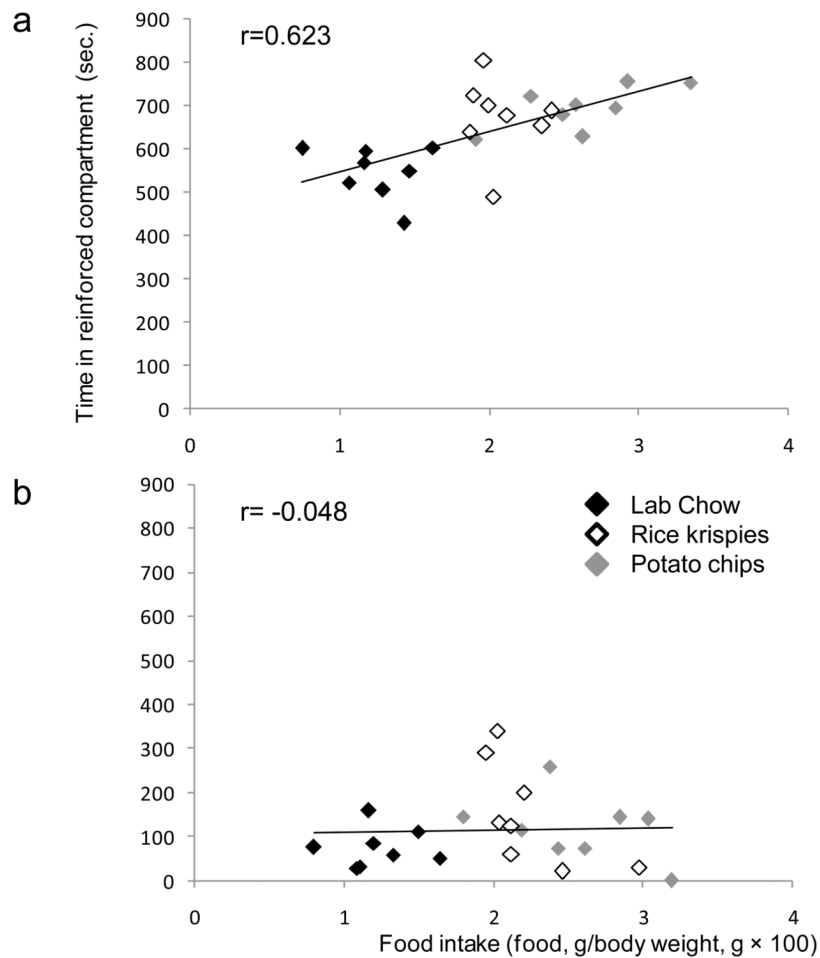 a
r=0.623
Time in reinforced compartment (sec.)
900
800
700
600
500
400
300
200
100
0
0 1 2 3 4
b
r= -0.048
Lab Chow
Rice krispies
Potato chips
900
800
700
600
500
400
300
200
100
0
0 1 2 3 4
Food intake (food, g/body weight, g × 100)